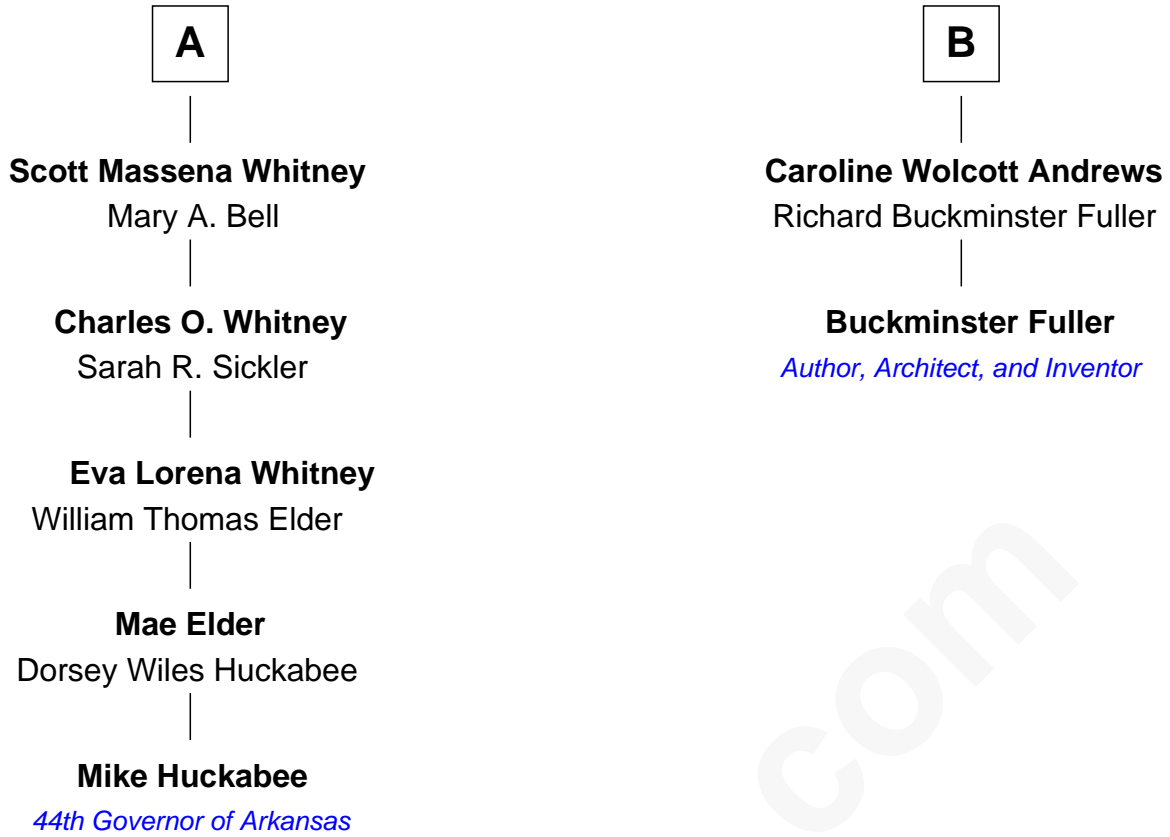 A
Scott Massena Whitney
Mary A. Bell
Charles O. Whitney
Sarah R. Sickler
Eva Lorena Whitney
William Thomas Elder
Mae Elder
Dorsey Wiles Huckabee
Mike Huckabee
44th Governor of Arkansas
B
Caroline Wolcott Andrews
Richard Buckminster Fuller
Buckminster Fuller
Author, Architect, and Inventor
com